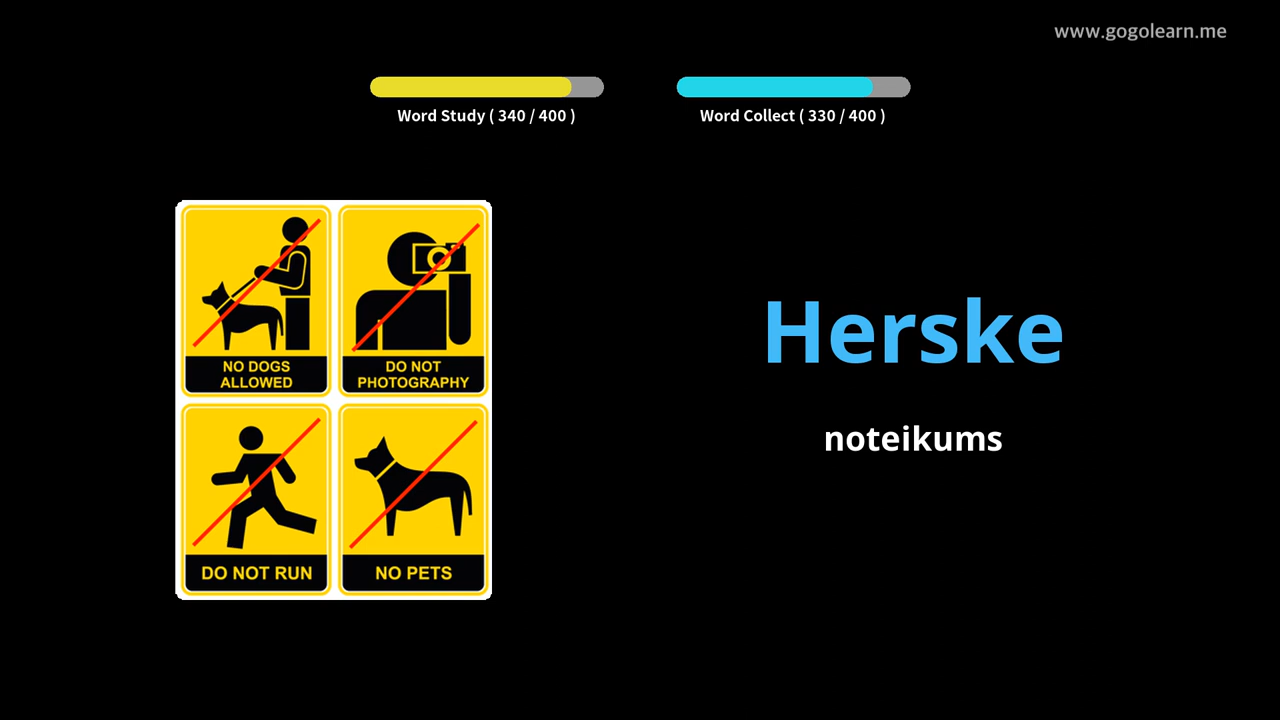 www.gogolearn.me
Word Study ( 340 / 400 )
Word Collect ( 330 / 400 )
NO DOGS
ALLOWED
DO NOT
PHOTOGRAPHY
DO NOT RUN
NO PETS
Herske
noteikums